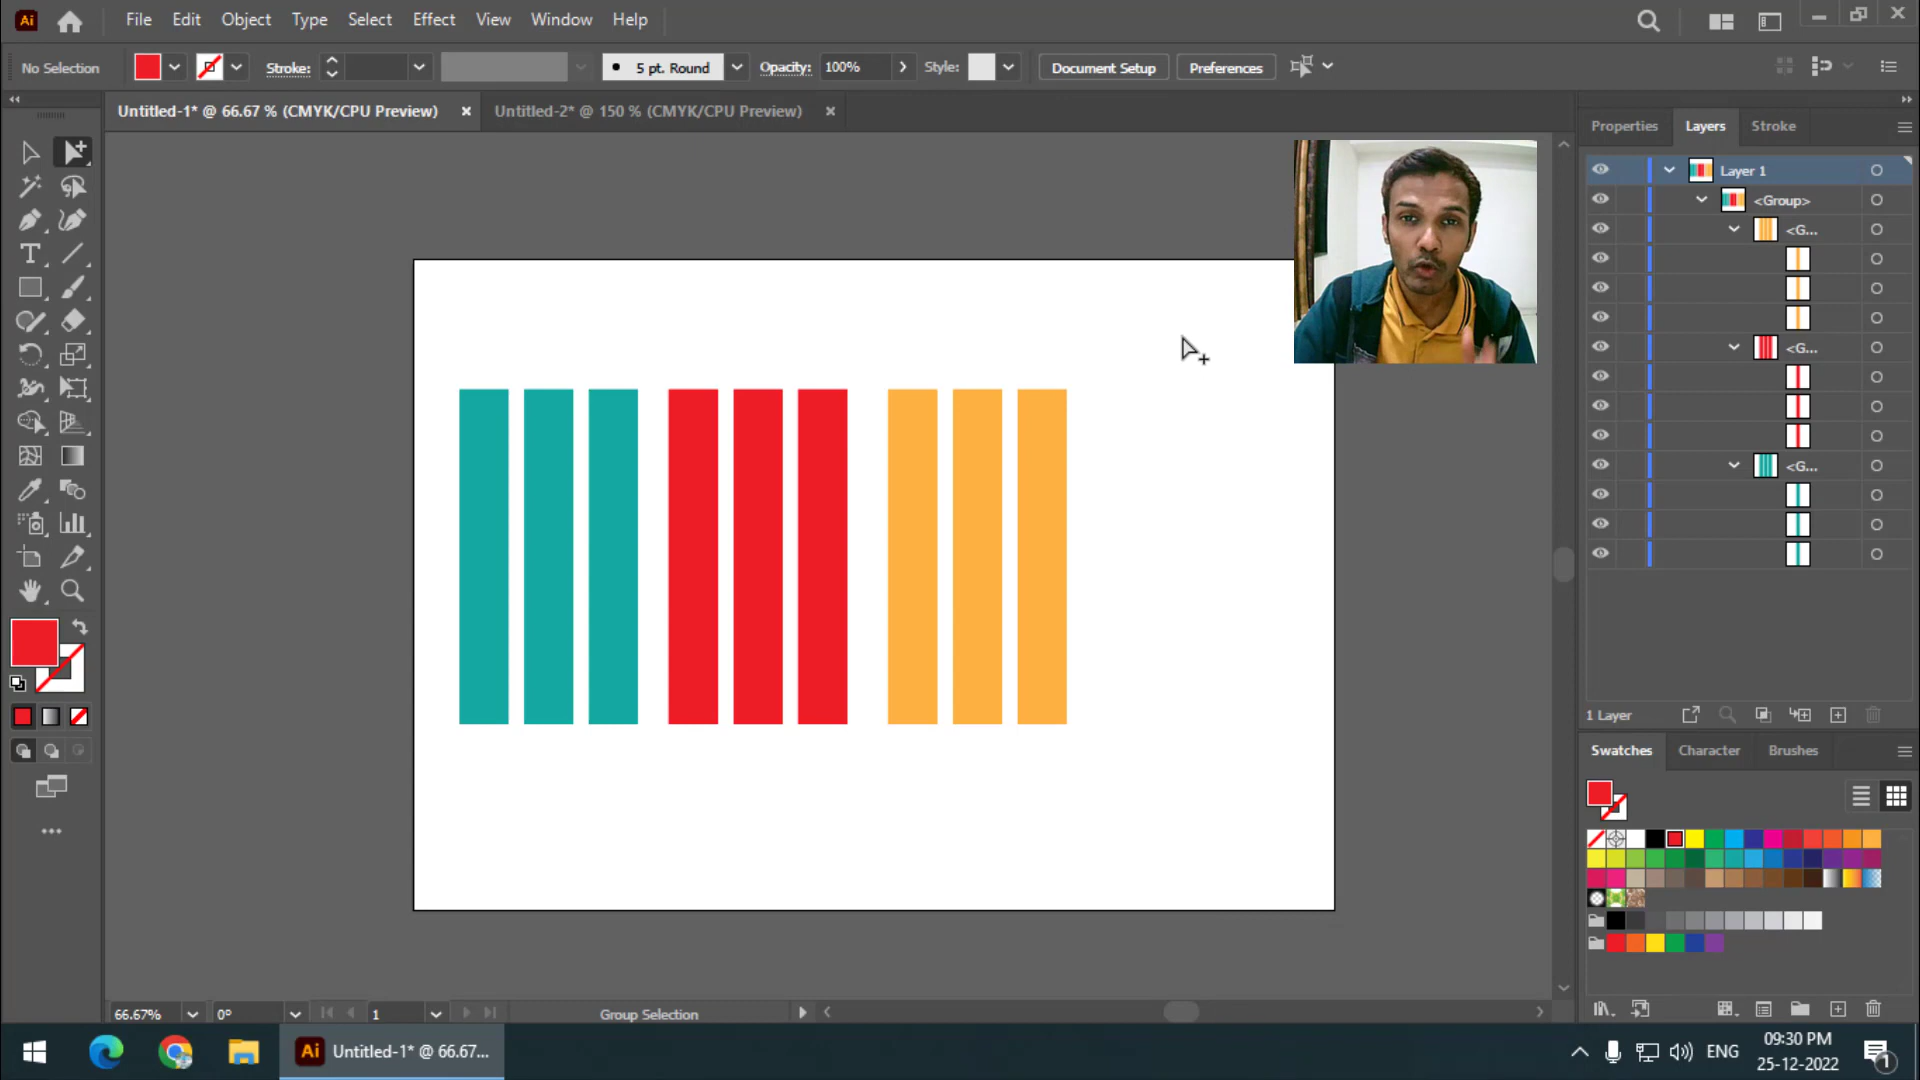 Ai File Edit Object Type Select Effect View Window Help
No Selection Stroke: 5 pt. Round Opacity: 100% Style: Document Setup Preferences
Untitled-1* @ 66.67 % (CMYK/CPU Preview) Untitled-2* @ 150 % (CMYK/CPU Preview)
Properties Layers Stroke
Layer 1
<Group>
<G...
<G...
<G...
1 Layer
Swatches Character Brushes
66.67% 0° 1 Group Selection
Ai Untitled-1* @ 66.67...
ENG
09:30 PM
25-12-2022
1